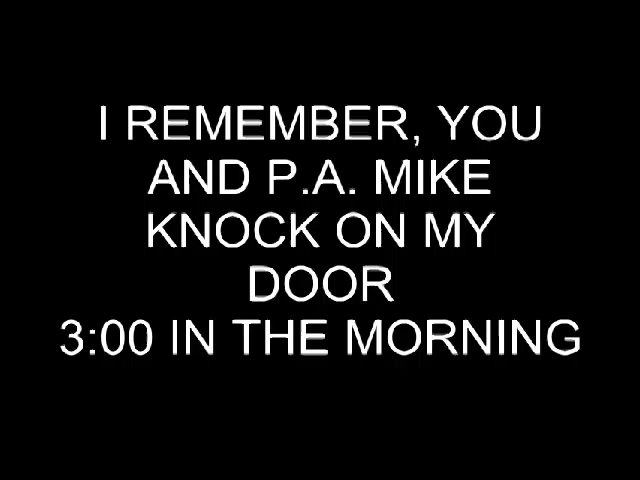 I REMEMBER, YOU
AND P.A. MIKE
KNOCK ON MY
DOOR
3:00 IN THE MORNING